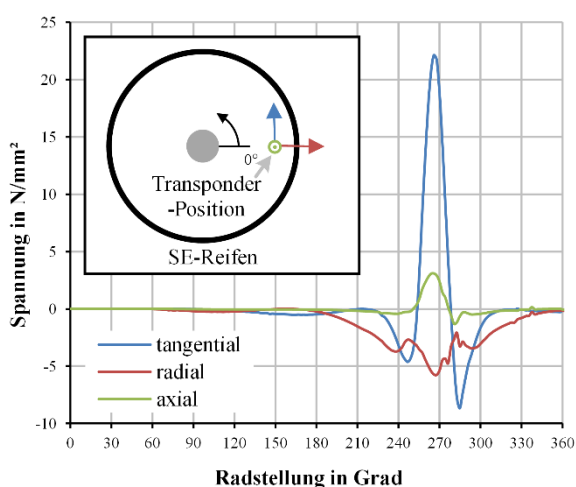 Spannung in N/mm²
25
20
15
10
5
0
-5
-10
0°
Transponder
-Position
SE-Reifen
tangential
radial
axial
0 30 60 90 120 150 180 210 240 270 300 330 360
Radstellung in Grad